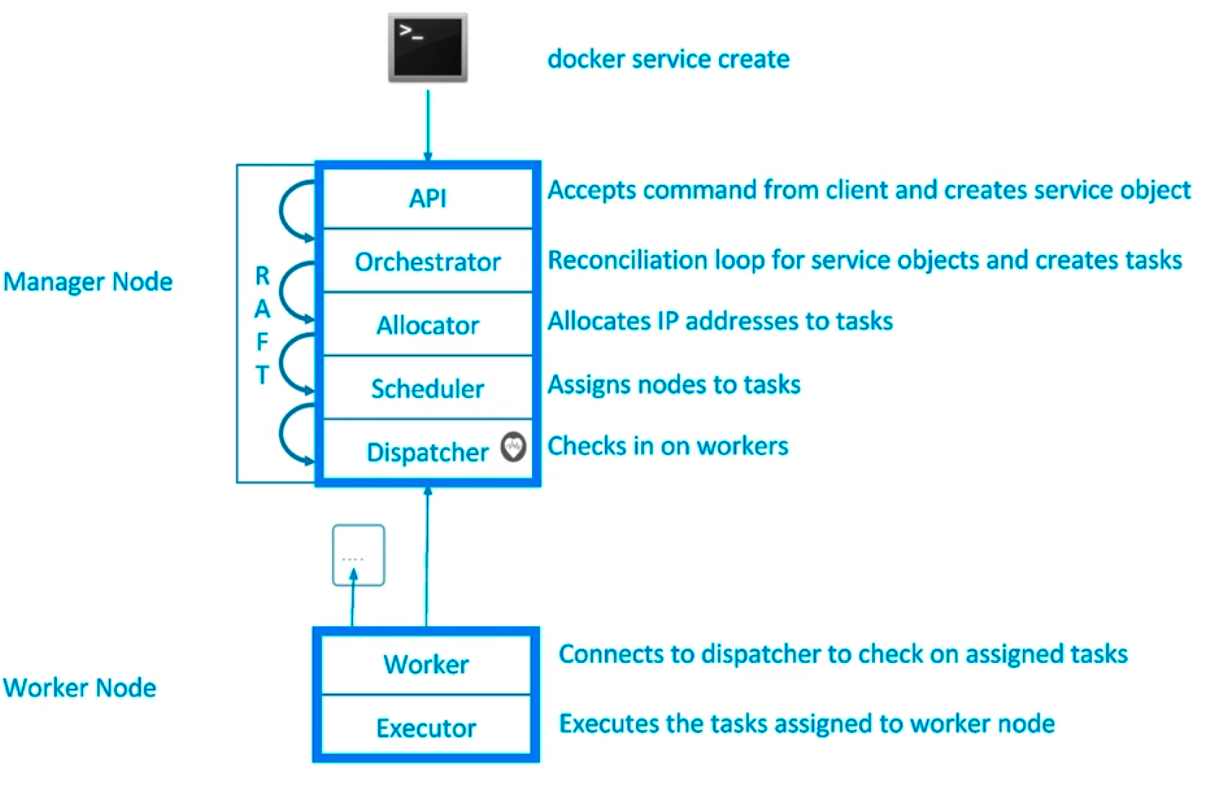 >_
docker service create
API
Accepts command from client and creates service object
Orchestrator
Reconciliation loop for service objects and creates tasks
Manager Node
R
A
F
T
Allocator
Allocates IP addresses to tasks
Scheduler
Assigns nodes to tasks
Dispatcher
Checks in on workers
....
Worker
Connects to dispatcher to check on assigned tasks
Worker Node
Executor
Executes the tasks assigned to worker node